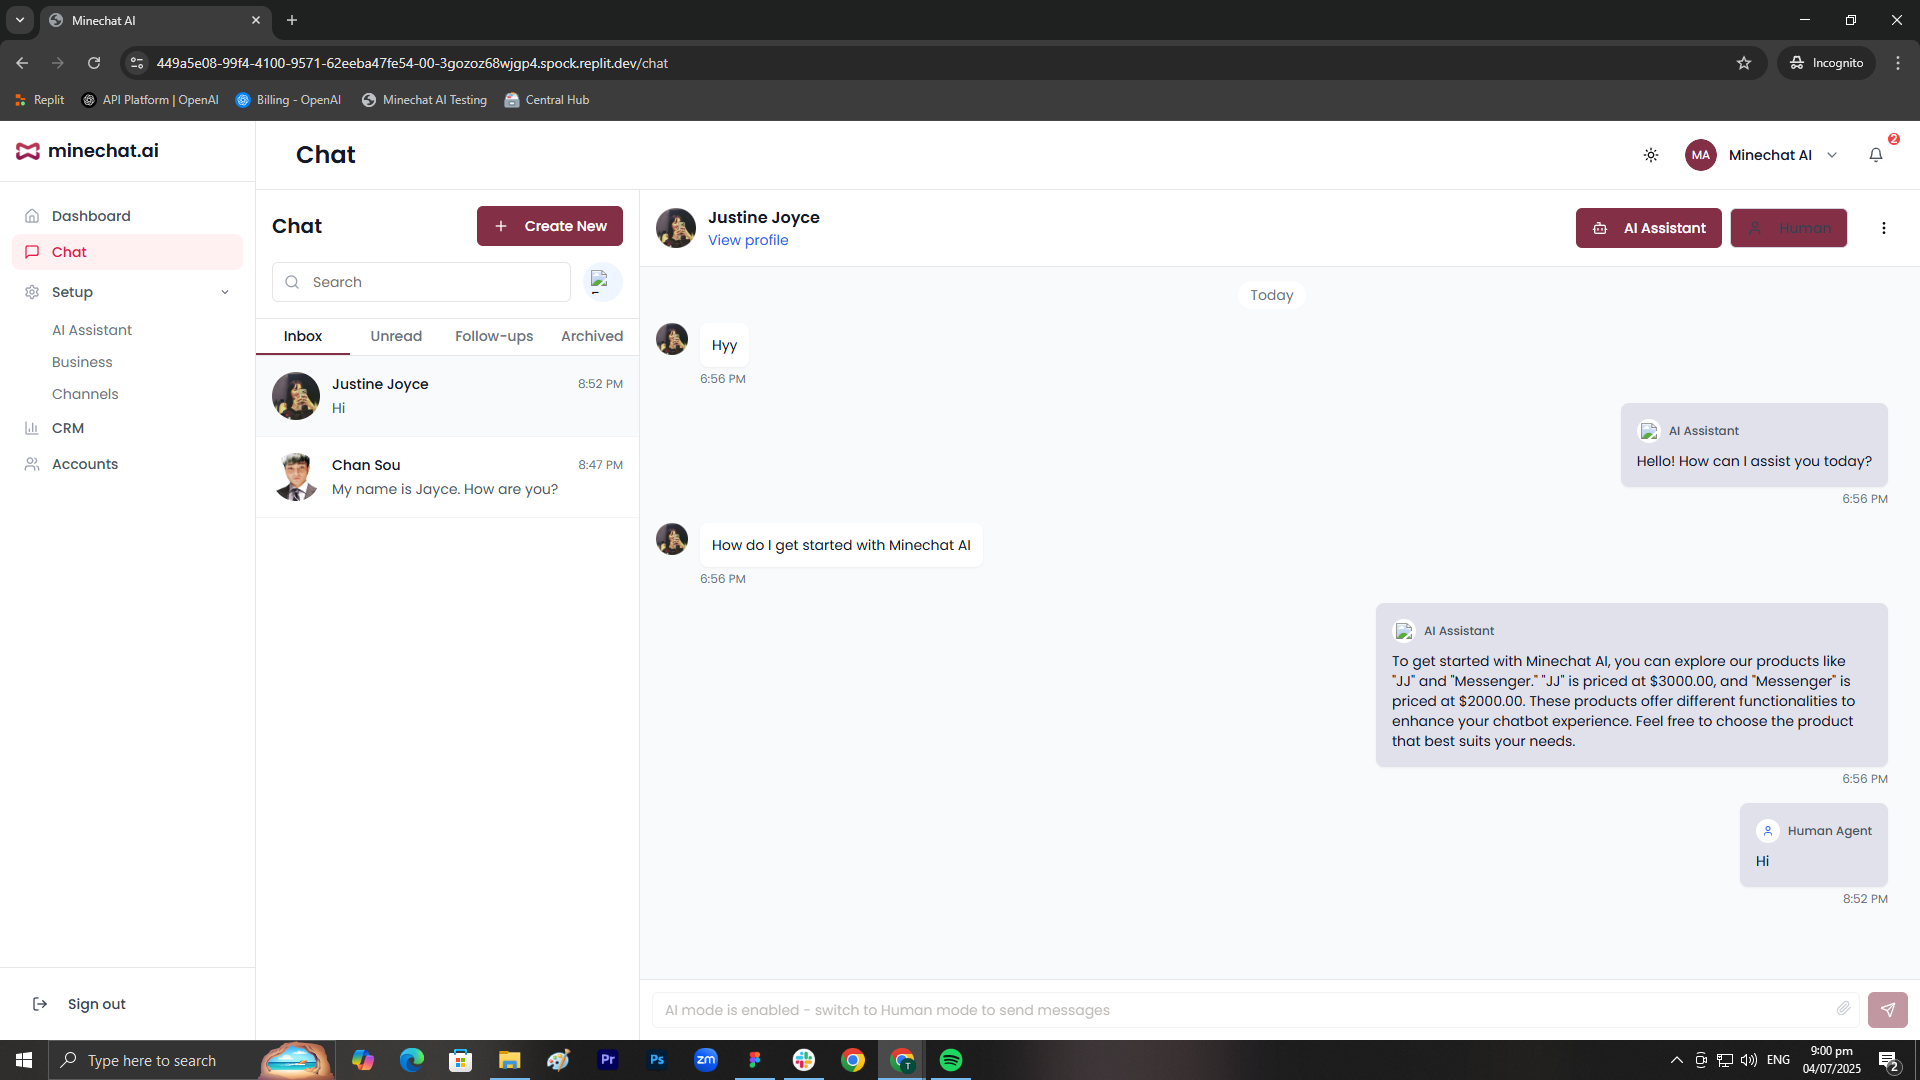 Minechat AI
449a5e08-99f4-4100-9571-62eeba47fe54-00-3gozoz68wjgp4.spock.replit.dev/chat
Incognito
Replit
API Platform | OpenAI
Billing - OpenAI
Minechat AI Testing
Central Hub
minechat.ai
Chat
MA
Minechat AI
2
Dashboard
Chat
Setup
AI Assistant
Business
Channels
CRM
Accounts
Sign out
Chat
Create New
Search
Inbox
Unread
Follow-ups
Archived
Justine Joyce
8:52 PM
Hi
Chan Sou
8:47 PM
My name is Jayce. How are you?
Justine Joyce
View profile
AI Assistant
Human
Today
Hyy
6:56 PM
AI Assistant
Hello! How can I assist you today?
6:56 PM
How do I get started with Minechat AI
6:56 PM
AI Assistant
To get started with Minechat AI, you can explore our products like
"JJ" and "Messenger." "JJ" is priced at $3000.00, and "Messenger" is
priced at $2000.00. These products offer different functionalities to
enhance your chatbot experience. Feel free to choose the product
that best suits your needs.
6:56 PM
Human Agent
Hi
8:52 PM
AI mode is enabled - switch to Human mode to send messages
Type here to search
Pr
Ps
zm
T
ENG
9:00 pm
04/07/2025
2